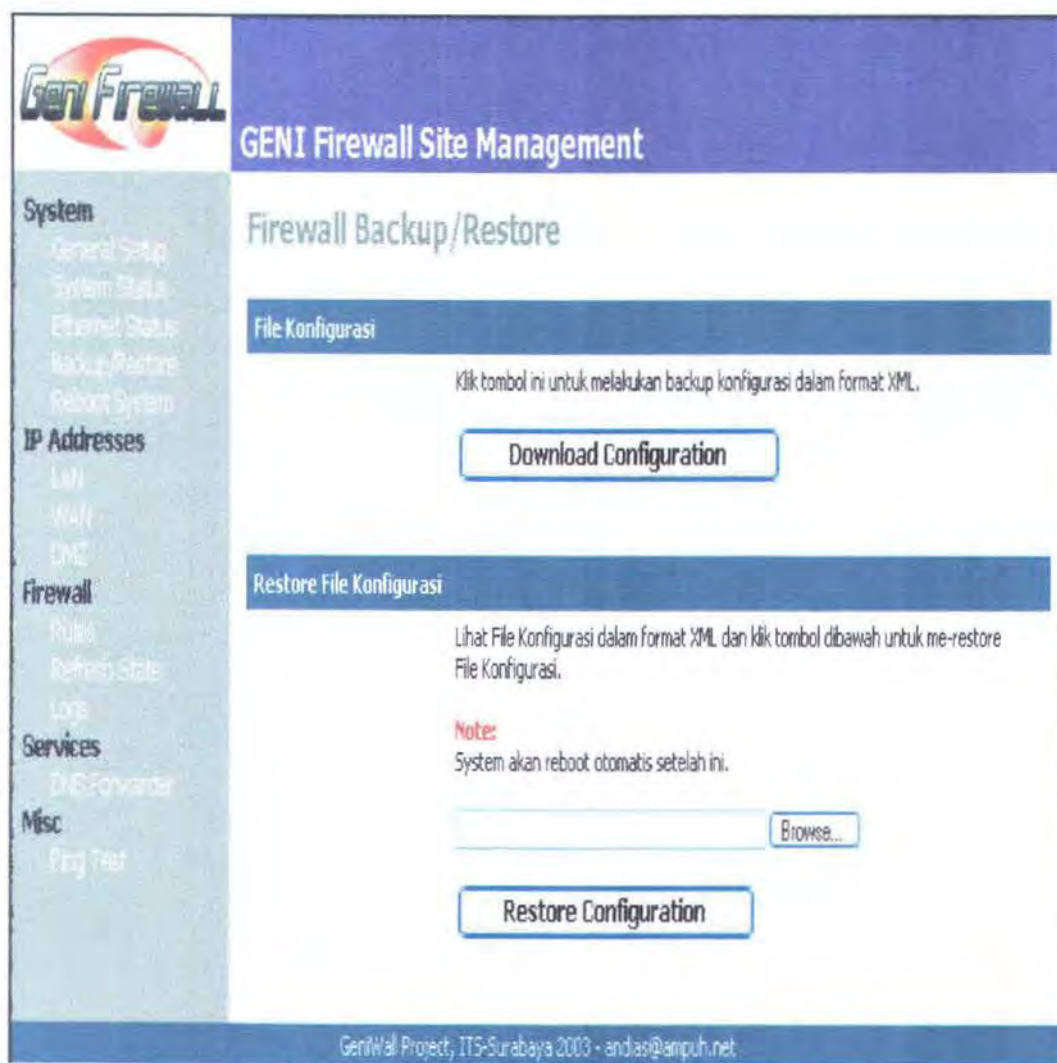 Geni Firewall
GENI Firewall Site Management
System
General Setup
System Status
Ethernet Status
Backup/Restore
Reboot System
IP Addresses
LAN
WAN
DMZ
Firewall
Rules
Refresh State
Logs
Services
DNS Forwarder
Misc
Ping Test
Firewall Backup/Restore
File Konfigurasi
Klik tombol ini untuk melakukan backup konfigurasi dalam format XML.
Download Configuration
Restore File Konfigurasi
Lihat File Konfigurasi dalam format XML dan klik tombol dibawah untuk me-restore
File Konfigurasi.
Note:
System akan reboot otomatis setelah ini.
Browse...
Restore Configuration
GeniWall Project, ITS-Surabaya 2003 - andias@ampuh.net